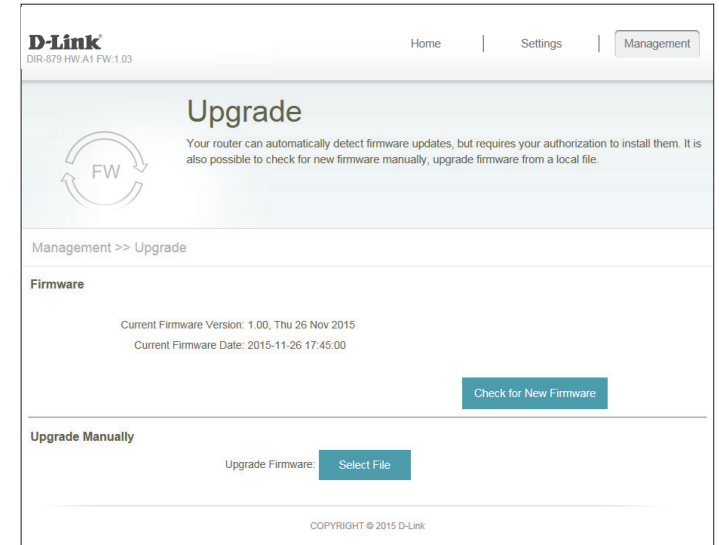 D-Link
DIR-879 HW:A1 FW:1.03
Home | Settings | Management
Upgrade
Your router can automatically detect firmware updates, but requires your authorization to install them. It is
also possible to check for new firmware manually, upgrade firmware from a local file.
FW
Management >> Upgrade
Firmware
Current Firmware Version: 1.00, Thu 26 Nov 2015
Current Firmware Date: 2015-11-26 17:45:00
Check for New Firmware
Upgrade Manually
Upgrade Firmware: Select File
COPYRIGHT © 2015 D-Link